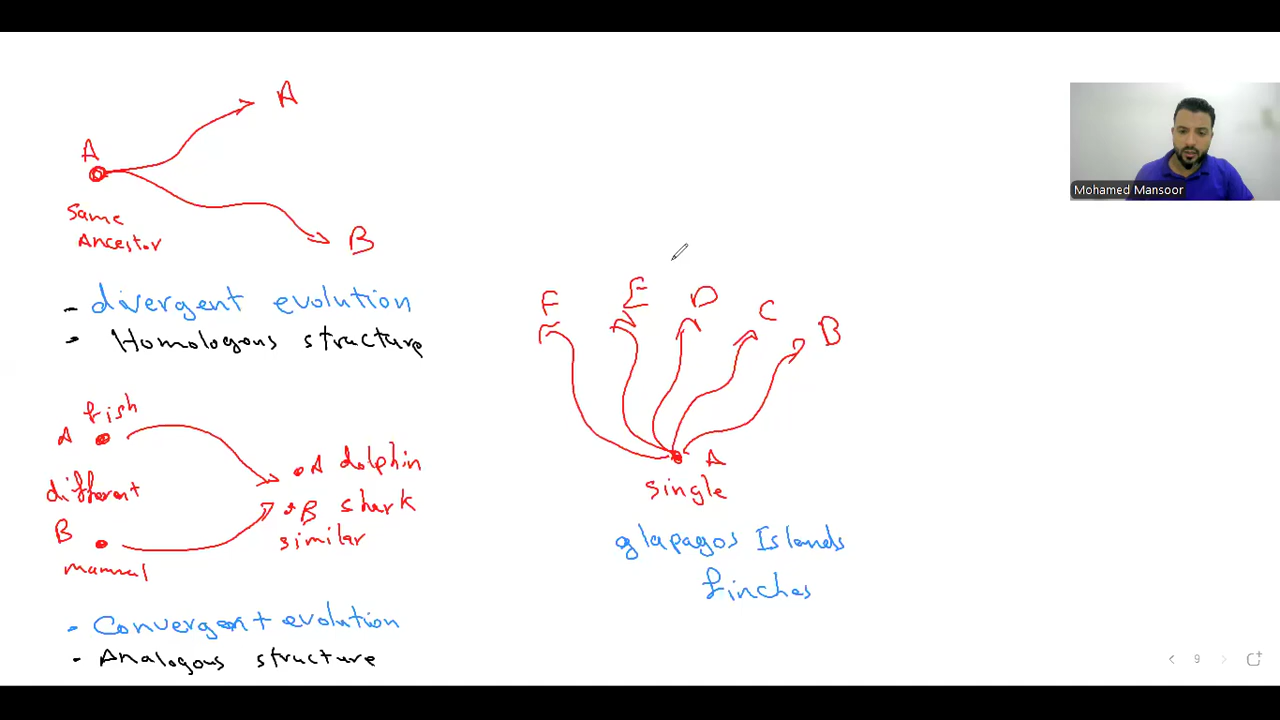 A
A
Same
Ancestor
B
- divergent evolution
- Homologous structure
A fish
different
B
mammal
A dolphin
B shark
similar
- Convergent evolution
- Analogous structure
F E D C B
A
single
glapagos Islands
finches
Mohamed Mansoor
9